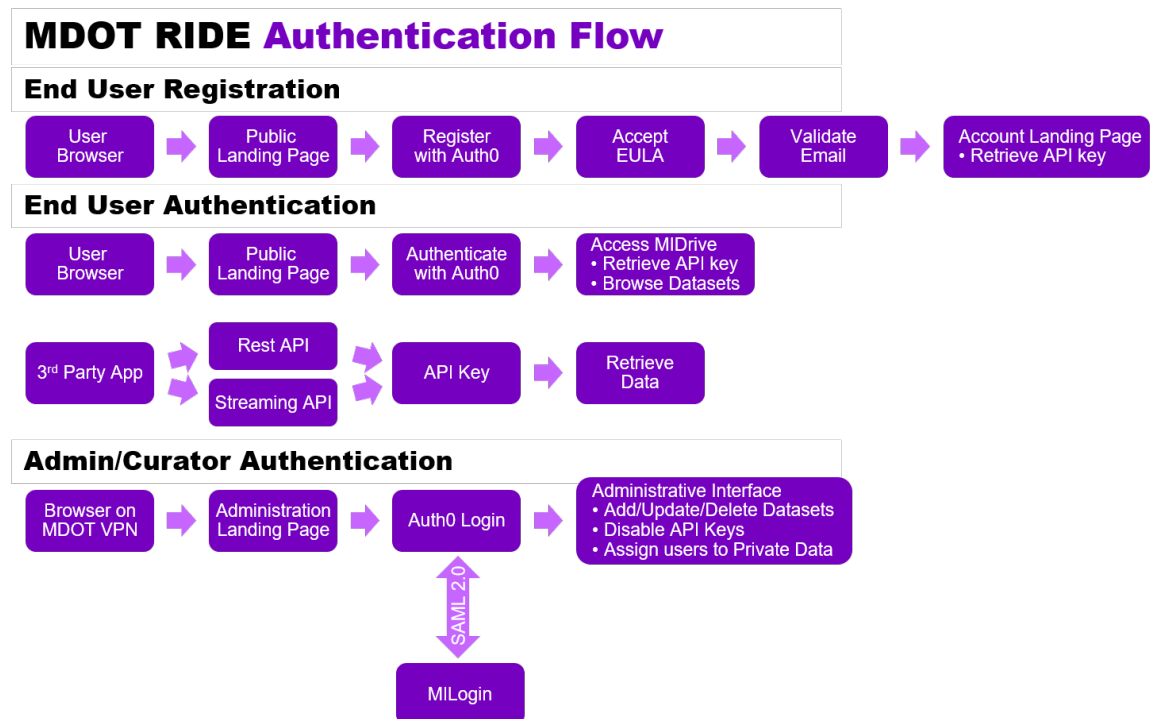 MDOT RIDE Authentication Flow
End User Registration
User
Browser
Public
Landing Page
Register
with Auth0
Accept
EULA
Validate
Email
Account Landing Page
• Retrieve API key
End User Authentication
User
Browser
Public
Landing Page
Authenticate
with Auth0
Access MIDrive
• Retrieve API key
• Browse Datasets
3rd Party App
Rest API
Streaming API
API Key
Retrieve
Data
Admin/Curator Authentication
Browser on
MDOT VPN
Administration
Landing Page
Auth0 Login
Administrative Interface
• Add/Update/Delete Datasets
• Disable API Keys
• Assign users to Private Data
SAML 2.0
MILogin